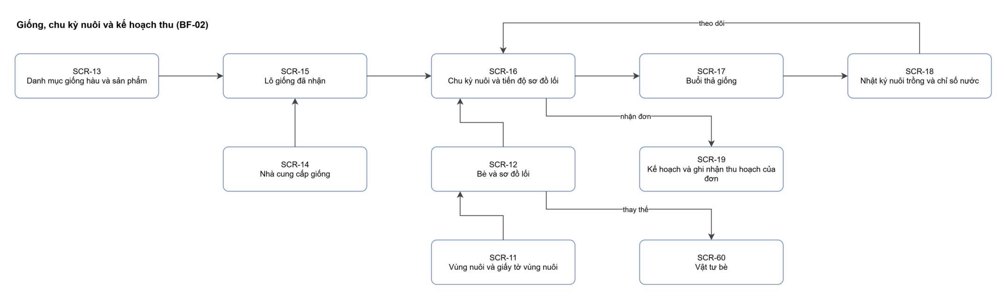 Giống, chu kỳ nuôi và kế hoạch thu (BF-02)
theo dõi
SCR-13
Danh mục giống hàu và sản phẩm
SCR-15
Lô giống đã nhận
SCR-16
Chu kỳ nuôi và tiến độ sơ đồ lối
SCR-17
Buổi thả giống
SCR-18
Nhật ký nuôi trồng và chỉ số nước
nhận đơn
SCR-14
Nhà cung cấp giống
SCR-12
Bè và sơ đồ lối
SCR-19
Kế hoạch và ghi nhận thu hoạch của
đơn
thay thế
SCR-11
Vùng nuôi và giấy tờ vùng nuôi
SCR-60
Vật tư bè